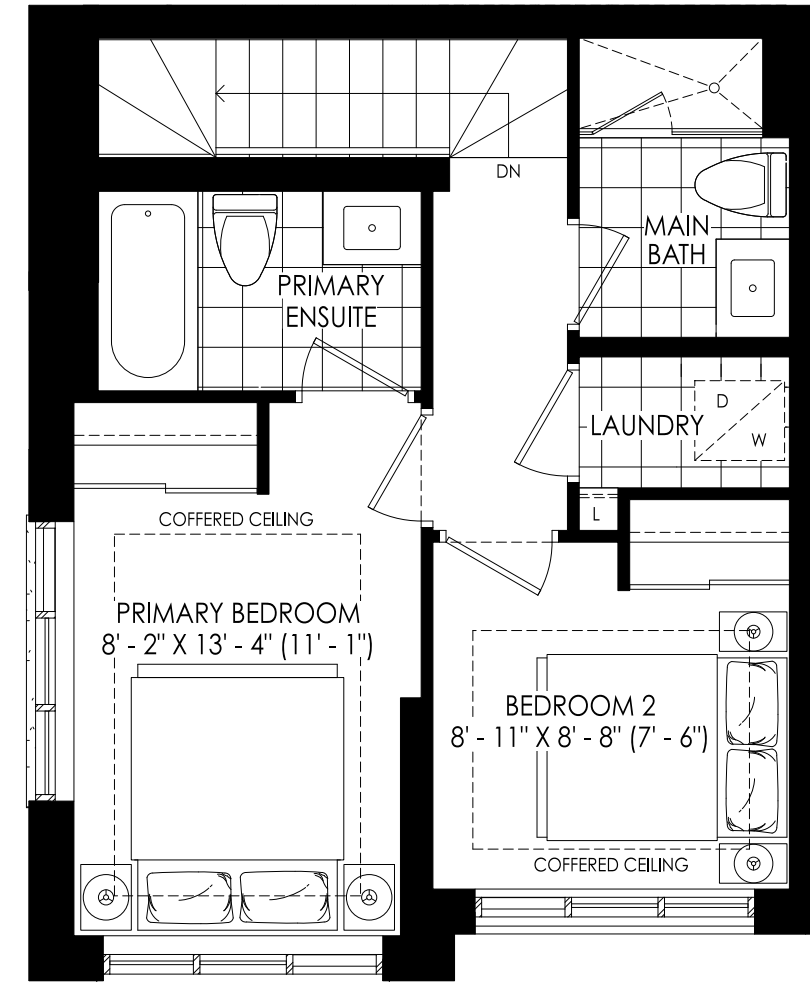 DN
MAIN
BATH
PRIMARY
ENSUITE
D
W
LAUNDRY
L
COFFERED CEILING
PRIMARY BEDROOM
8' - 2" X 13' - 4" (11' - 1")
BEDROOM 2
8' - 11" X 8' - 8" (7' - 6")
COFFERED CEILING